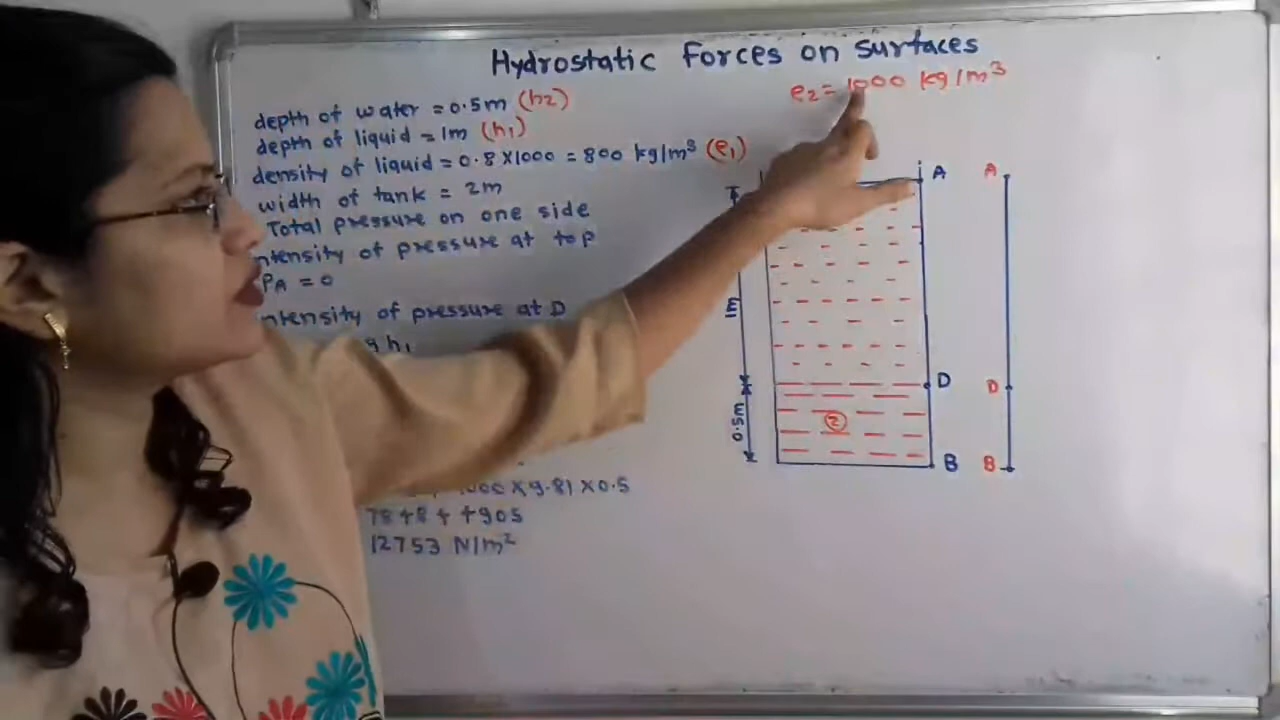 Hydrostatic Forces on surfaces
ρ2 = 1000 kg/m³
depth of water = 0.5m (h2)
depth of liquid = 1m (h1)
density of liquid = 0.8×1000 = 800 kg/m³ (ρ1)
width of tank = 2m
Total pressure on one side
ntensity of pressure at top
PA = 0
ntensity of pressure at D
g h1
×9.81×0.5
7848 + 4905
12753 N/m²
A
1m
D
0.5m
2
B
A
D
B